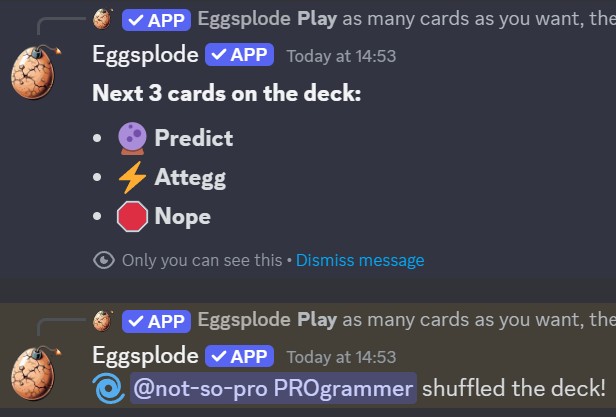 APP Eggsplode Play as many cards as you want, the
Eggsplode APP Today at 14:53
Next 3 cards on the deck:
Predict
Attegg
Nope
Only you can see this • Dismiss message
APP Eggsplode Play as many cards as you want, the
Eggsplode APP Today at 14:53
@not-so-pro PROgrammer shuffled the deck!